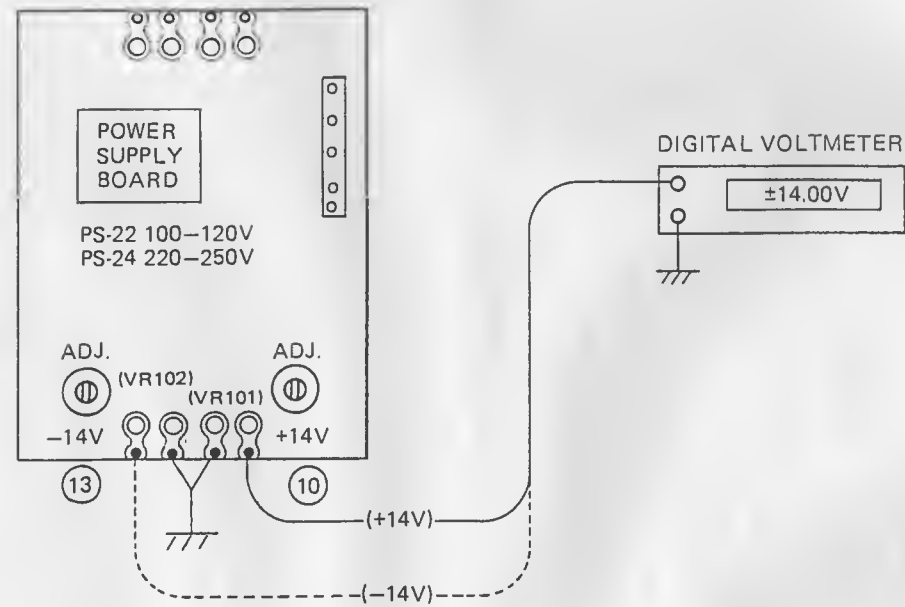 POWER
SUPPLY
BOARD
DIGITAL VOLTMETER
±14.00V
PS-22 100–120V
PS-24 220–250V
ADJ.
ADJ.
(VR102)
(VR101)
–14V
+14V
13
10
(+14V)
(–14V)